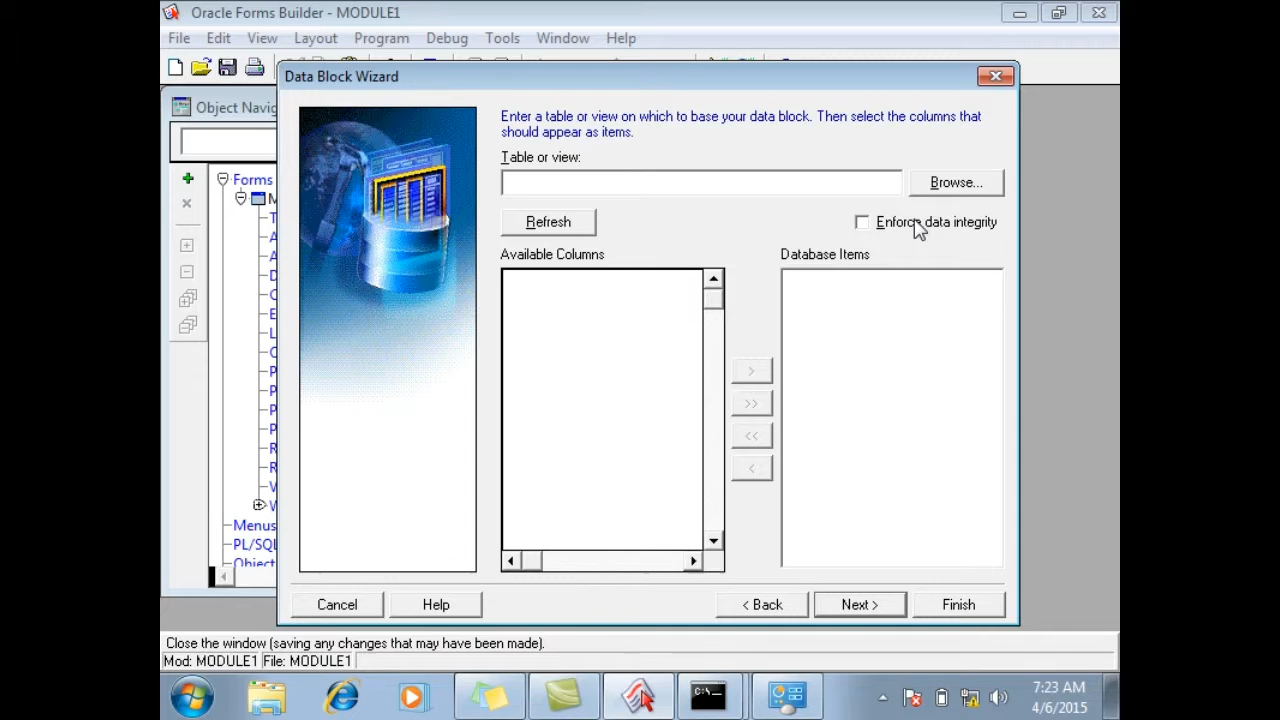 Oracle Forms Builder - MODULE1
File Edit View Layout Program Debug Tools Window Help
Data Block Wizard
Object Navig
Enter a table or view on which to base your data block. Then select the columns that
should appear as items.
Table or view:
Browse...
Refresh
Enforce data integrity
Available Columns
Database Items
>
>>
<<
<
Forms
M
T
A
A
D
C
E
L
O
P
P
P
R
R
V
W
Menus
PL/SQL
Object
Cancel
Help
< Back
Next >
Finish
Close the window (saving any changes that may have been made).
Mod: MODULE1 File: MODULE1
C:\
7:23 AM
4/6/2015